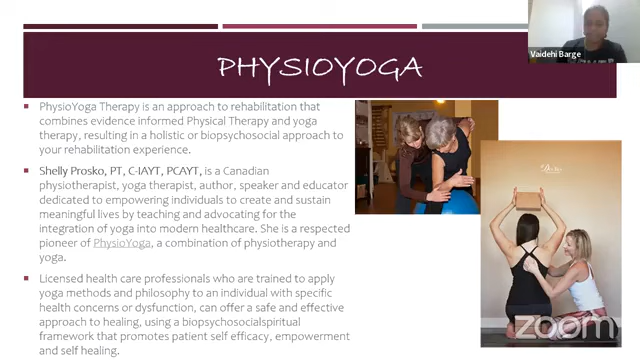 PHYSIOYOGA
Vaidehi Barge
PhysioYoga Therapy is an approach to rehabilitation that
combines evidence informed Physical Therapy and yoga
therapy, resulting in a holistic or biopsychosocial approach to
your rehabilitation experience.
Shelly Prosko, PT, C-IAYT, PCAYT, is a Canadian
physiotherapist, yoga therapist, author, speaker and educator
dedicated to empowering individuals to create and sustain
meaningful lives by teaching and advocating for the
integration of yoga into modern healthcare. She is a respected
pioneer of PhysioYoga, a combination of physiotherapy and
yoga.
Licensed health care professionals who are trained to apply
yoga methods and philosophy to an individual with specific
health concerns or dysfunction, can offer a safe and effective
approach to healing, using a biopsychosocialspiritual
framework that promotes patient self efficacy, empowerment
and self healing.
zoom